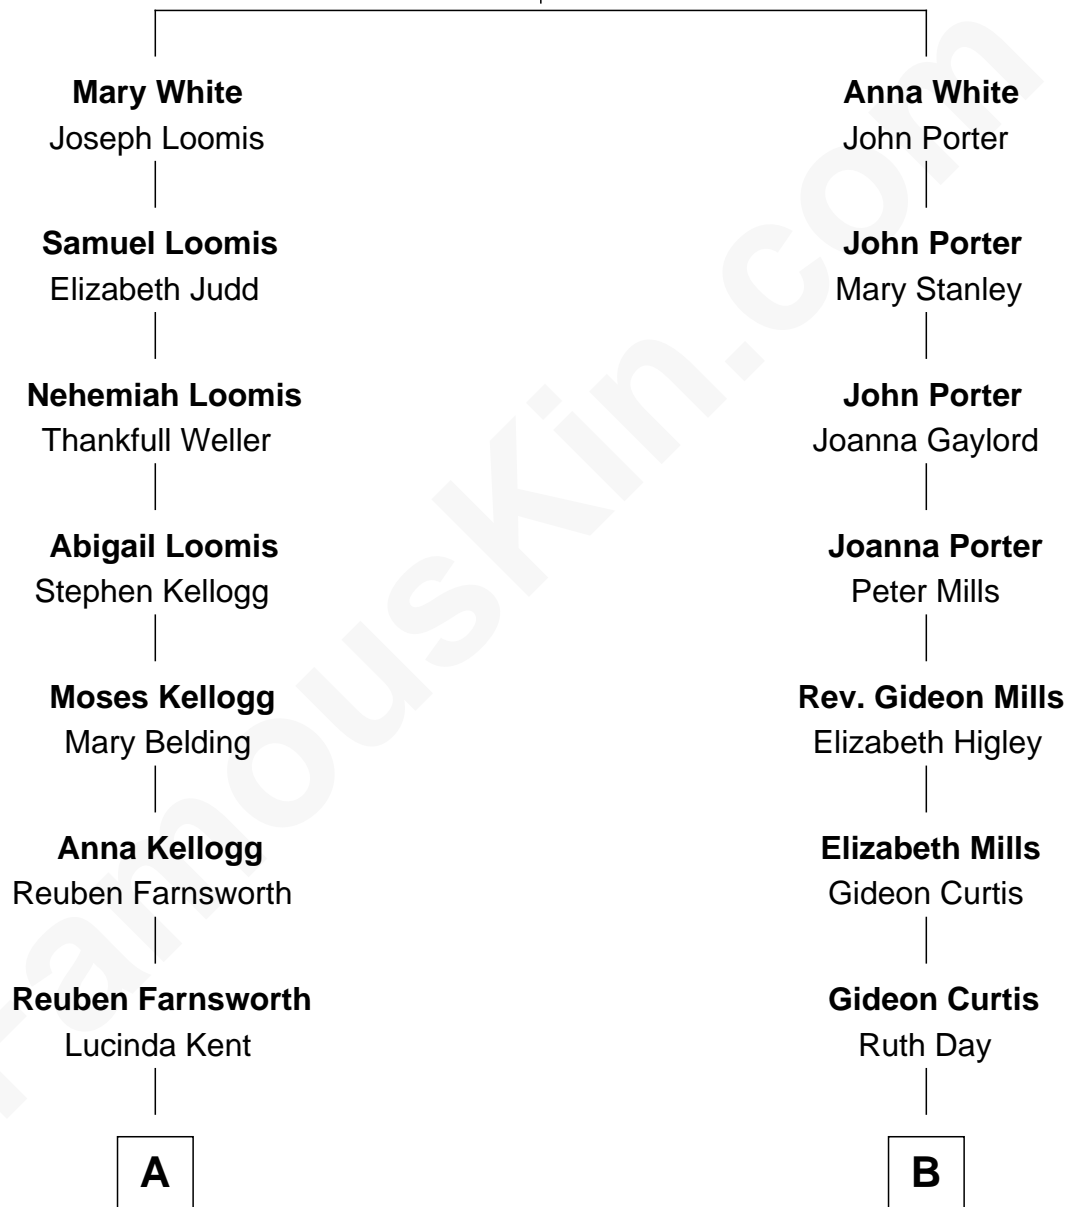 Mary White
Joseph Loomis
Samuel Loomis
Elizabeth Judd
Nehemiah Loomis
Thankfull Weller
Abigail Loomis
Stephen Kellogg
Moses Kellogg
Mary Belding
Anna Kellogg
Reuben Farnsworth
Reuben Farnsworth
Lucinda Kent
A
Anna White
John Porter
John Porter
Mary Stanley
John Porter
Joanna Gaylord
Joanna Porter
Peter Mills
Rev. Gideon Mills
Elizabeth Higley
Elizabeth Mills
Gideon Curtis
Gideon Curtis
Ruth Day
B
FamousKin.com